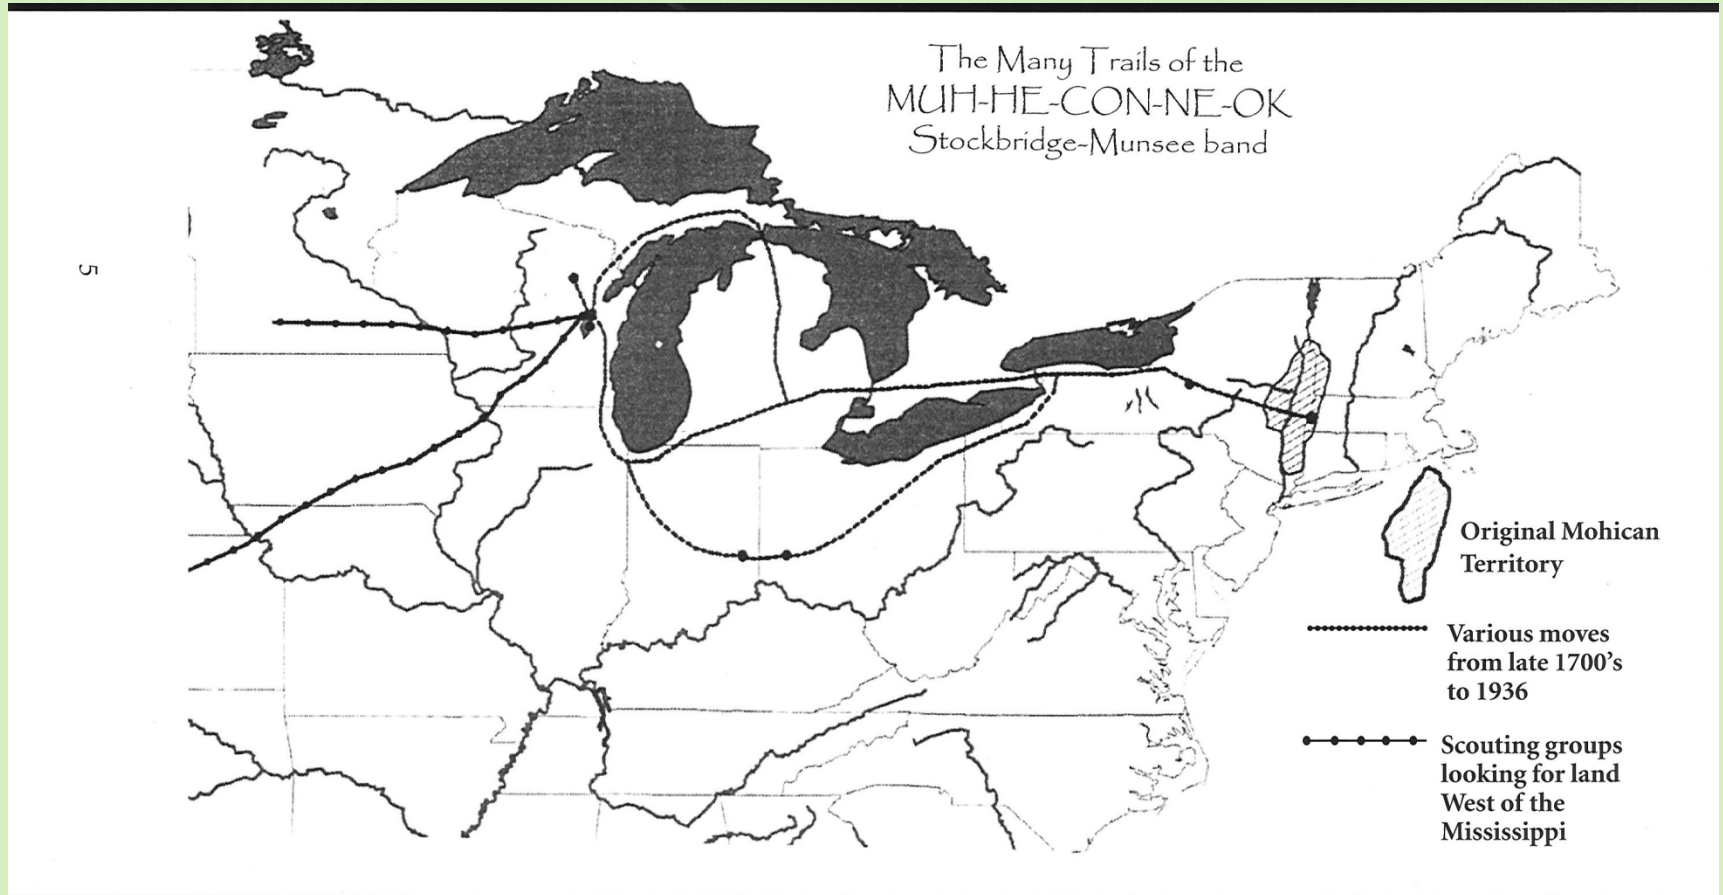 The Many Trails of the
MUH-HE-CON-NE-OK
Stockbridge-Munsee band
5
Original Mohican
Territory
Various moves
from late 1700's
to 1936
Scouting groups
looking for land
West of the
Mississippi